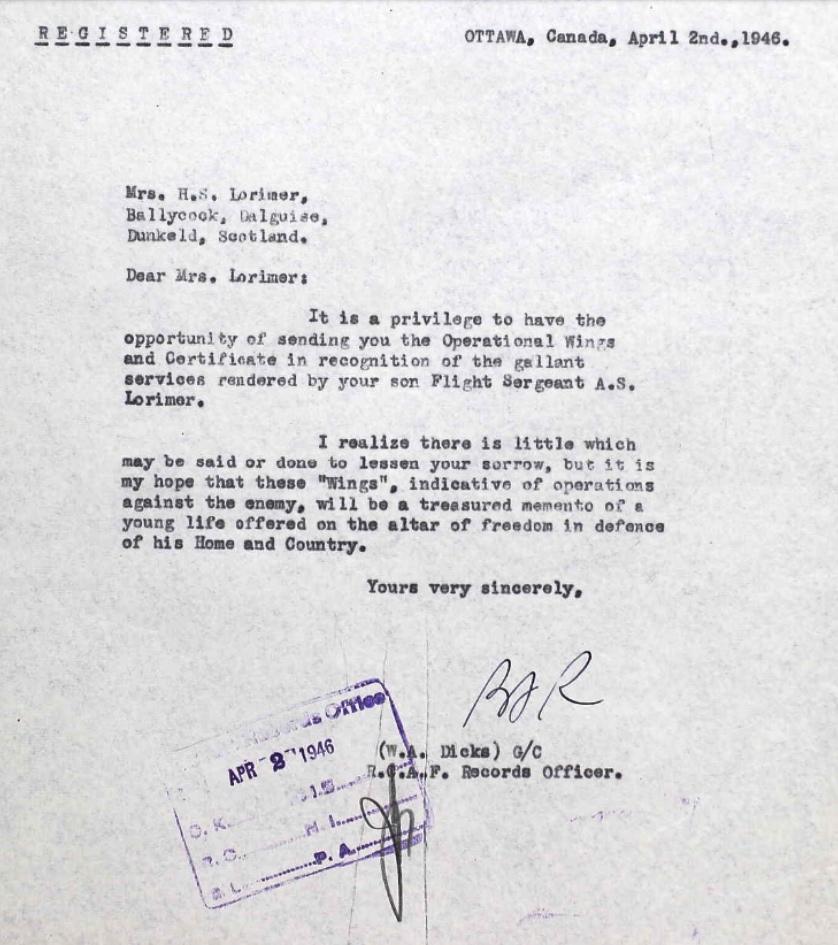 REGISTERED
OTTAWA, Canada, April 2nd.,1946.
Mrs. H.S. Lorimer,
Ballycock, Dalguise,
Dunkeld, Scotland.
Dear Mrs. Lorimer:
It is a privilege to have the
opportunity of sending you the Operational Wings
and Certificate in recognition of the gallant
services rendered by your son Flight Sergeant A.S.
Lorimer.
I realize there is little which
may be said or done to lessen your sorrow, but it is
my hope that these "Wings", indicative of operations
against the enemy, will be a treasured memento of a
young life offered on the altar of freedom in defence
of his Home and Country.
Yours very sincerely,
(W.A. Dicks) G/C
R.C.A.F. Records Officer.
Records Office
APR 2 1946
O. K.
R. O. H. I.
P. A.